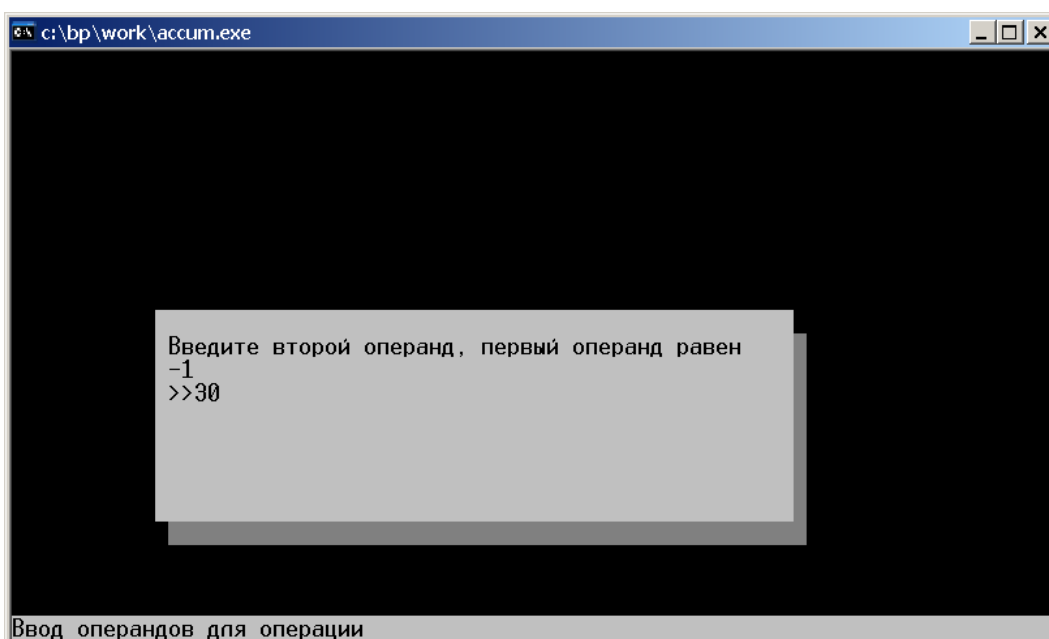 c:\bp\work\accum.exe
Введите второй операнд, первый операнд равен
-1
>>30
Ввод операндов для операции